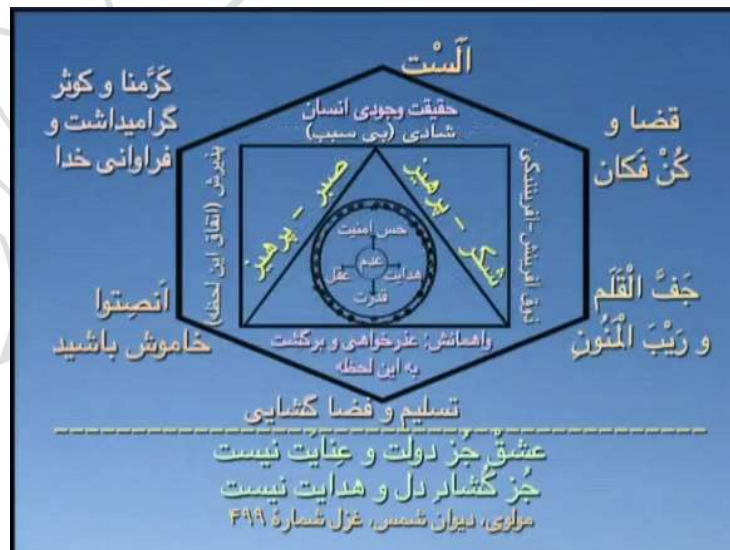 اَلَسْت
کَرَّمنا و کوثر
گرامیداشت و
فراوانی خدا
قضا و
کُنْ فَکان
حقیقت وجودی انسان
شادی (بی سبب)
پذیرش (اتفاق این لحظه)
صبر - پرهیز
شکر - پرهیز
ذوق آفرینش - آفرینندگی
حس امنیت
عقل
عدم
هدایت
قدرت
اَنصِتوا
خاموش باشید
جَفَّ الْقَلَم
و رَیْبَ الْمَنُونِ
واهمانش: عذرخواهی و برگشت
به این لحظه
تسلیم و فضا گشایی
عشقْ جُز دولت و عِنایَت نیست
جُز گُشادِ دل و هدایت نیست
مولوی، دیوان شمس، غزل شمارهٔ ۴۹۹